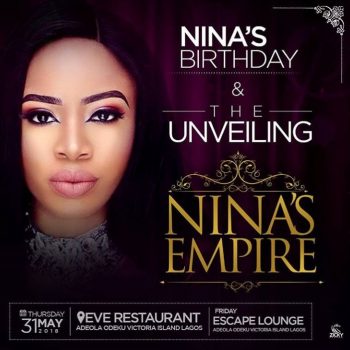 NINA'S
BIRTHDAY
&
THE
UNVEILING
NINA'S
EMPIRE
THURSDAY
31 MAY
2018
EVE RESTAURANT
ADEOLA ODEKU VICTORIA ISLAND LAGOS
FRIDAY
ESCAPE LOUNGE
ADEOLA ODEKU VICTORIA ISLAND LAGOS
ZICKY